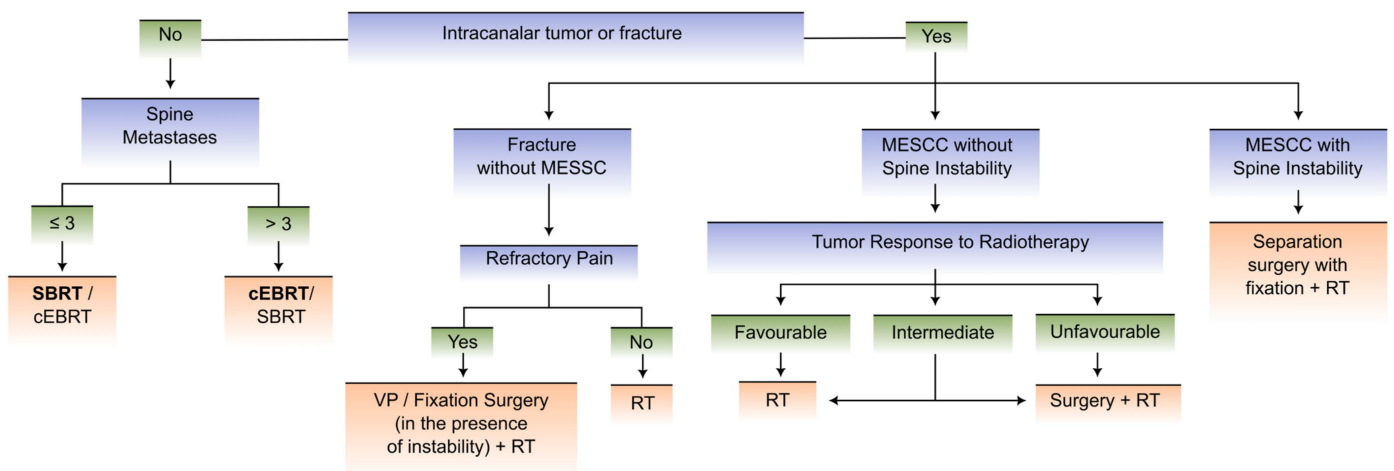 No
Intracanalar tumor or fracture
Yes
Spine
Metastases
Fracture
without MESSC
MESCC without
Spine Instability
MESCC with
Spine Instability
≤ 3
> 3
Refractory Pain
Tumor Response to Radiotherapy
Separation
surgery with
fixation + RT
SBRT /
cEBRT
cEBRT/
SBRT
Yes
No
Favourable
Intermediate
Unfavourable
VP / Fixation Surgery
(in the presence
of instability) + RT
RT
RT
Surgery + RT